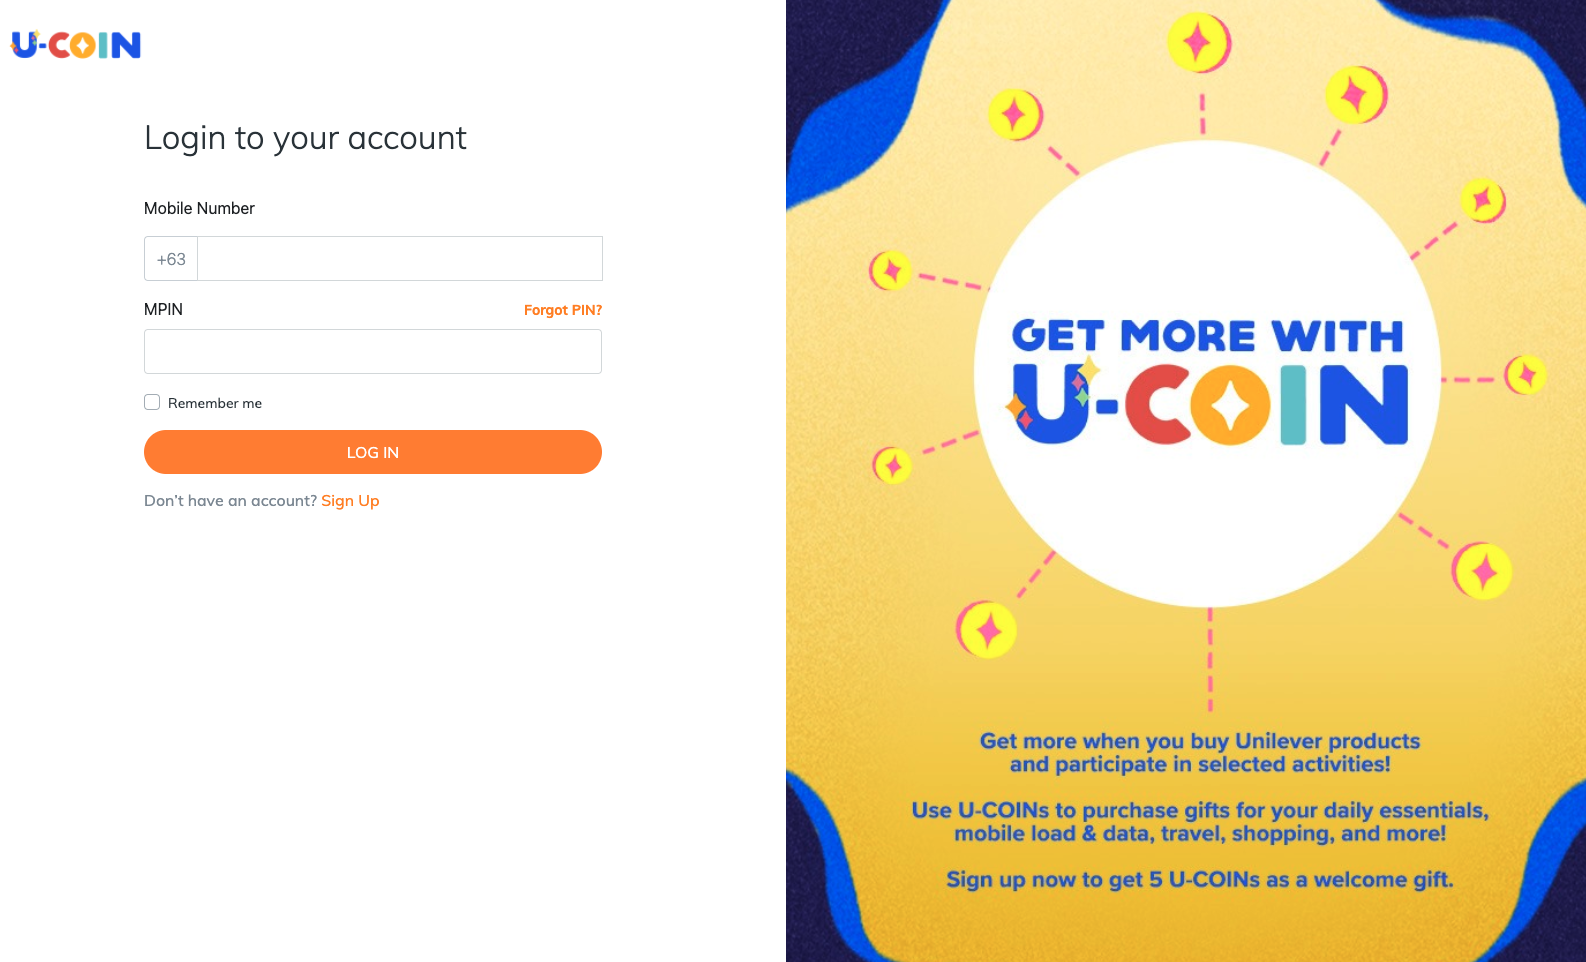 U-COIN
Login to your account
Mobile Number
+63
MPIN
Forgot PIN?
Remember me
LOG IN
Don't have an account? Sign Up
GET MORE WITH
U-COIN
Get more when you buy Unilever products
and participate in selected activities!
Use U-COINs to purchase gifts for your daily essentials,
mobile load & data, travel, shopping, and more!
Sign up now to get 5 U-COINs as a welcome gift.